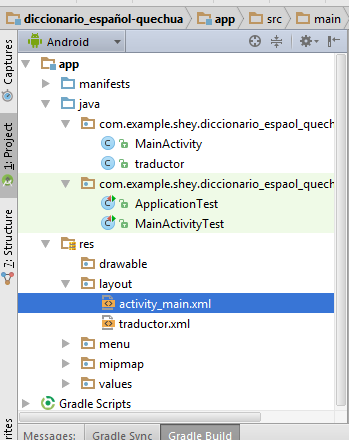 diccionario_español-quechua app src main
Android
Captures
1: Project
7: Structure
app
manifests
java
com.example.shey.diccionario_espaol_quech
MainActivity
traductor
com.example.shey.diccionario_espaol_quech
ApplicationTest
MainActivityTest
res
drawable
layout
activity_main.xml
traductor.xml
menu
mipmap
values
Gradle Scripts
Messages: Gradle Sync Gradle Build